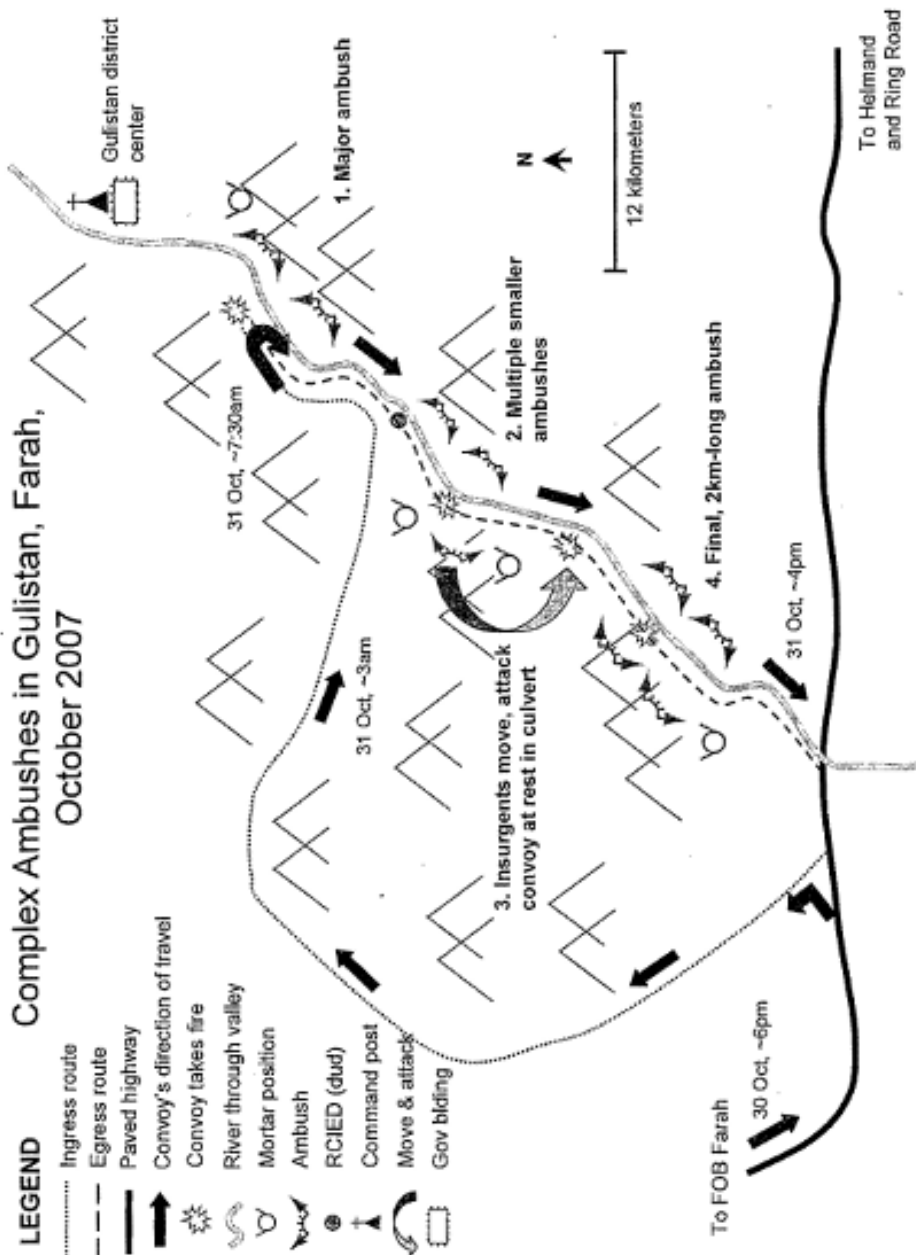 LEGEND
Complex Ambushes in Gulistan, Farah,
October 2007
Ingress route
Egress route
Paved highway
Convoy's direction of travel
Convoy takes fire
River through valley
Mortar position
Ambush
RCIED (dud)
Command post
Move & attack
Gov blding
Gulistan district
center
1. Major ambush
31 Oct, ~7:30am
2. Multiple smaller
ambushes
31 Oct, ~3am
3. Insurgents move, attack
convoy at rest in culvert
4. Final, 2km-long ambush
31 Oct, ~4pm
N
12 kilometers
To FOB Farah
30 Oct, ~6pm
To Helmand
and Ring Road